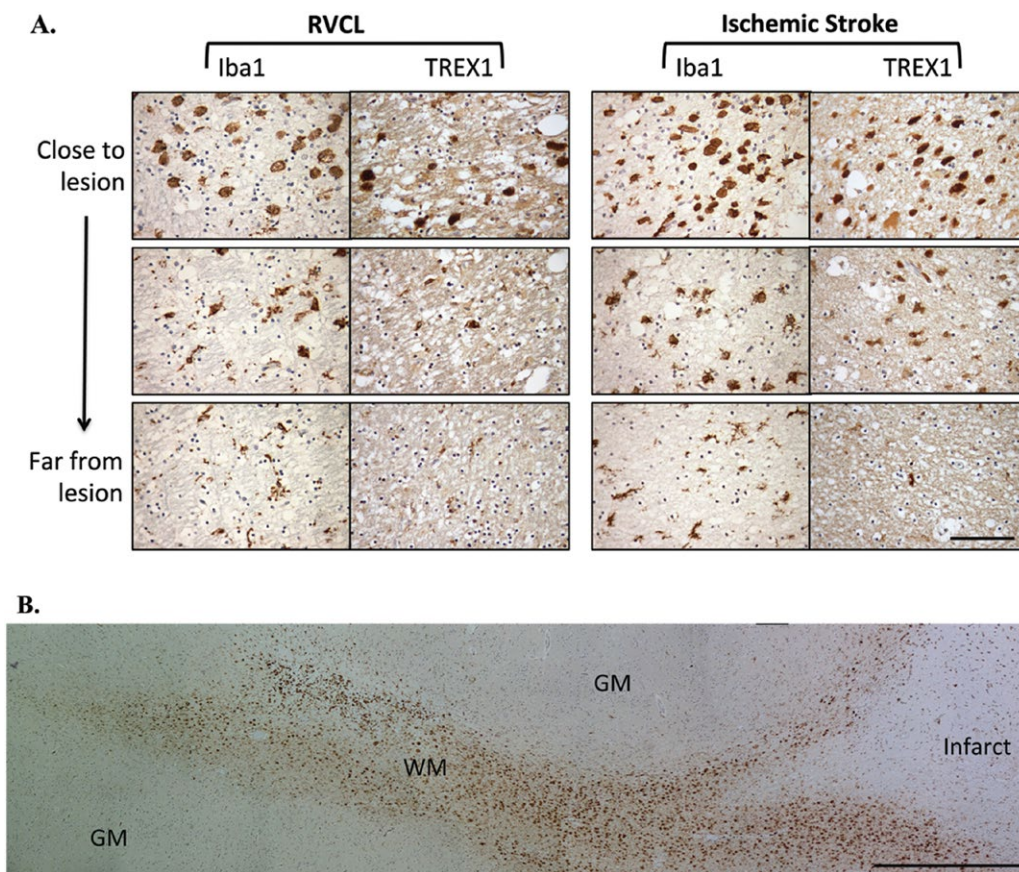 A.
RVCL
Ischemic Stroke
Iba1
TREX1
Iba1
TREX1
Close to
lesion
Far from
lesion
B.
GM
WM
Infarct
GM